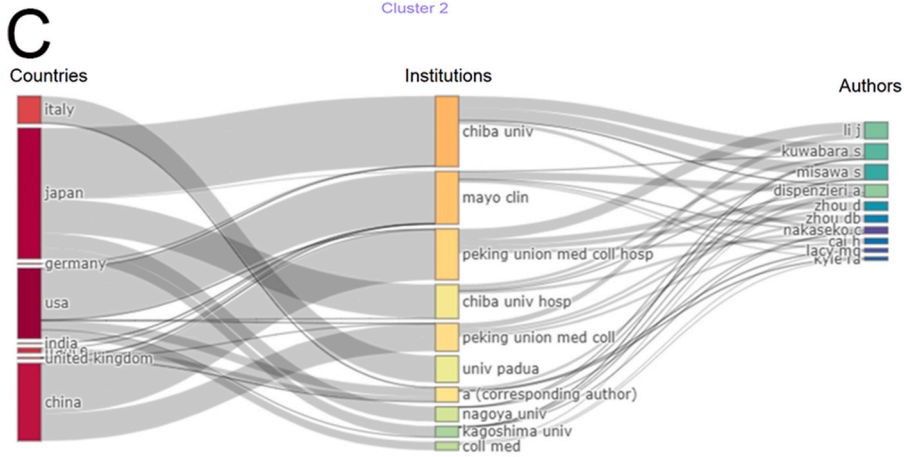 Cluster 2
C
Countries
Institutions
Authors
italy
japan
germany
usa
india
united kingdom
china
chiba univ
mayo clin
peking union med coll hosp
chiba univ hosp
peking union med coll
univ padua
a (corresponding author)
nagoya univ
kagoshima univ
coll med
li j
kuwabara s
misawa s
dispenzieri a
zhou d
zhou db
nakaseko c
cai h
lacy mq
kyle ra